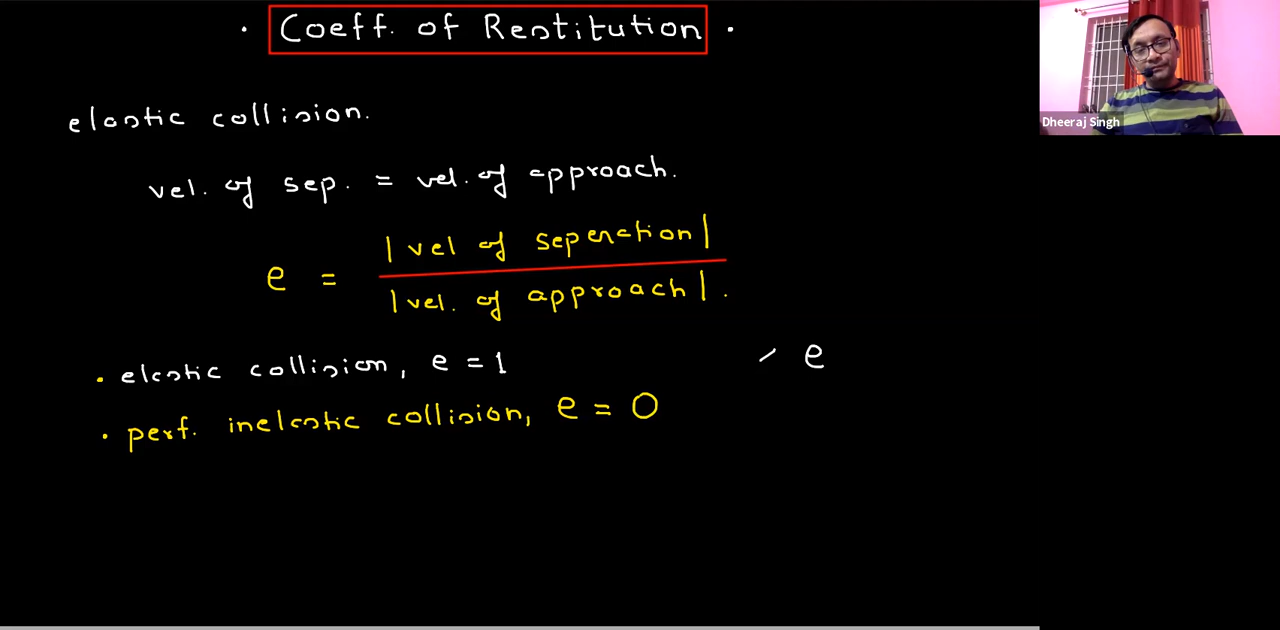 · Coeff. of Restitution ·
Dheeraj Singh
elastic collision.
vel. of sep. = vel. of approach.
e = |vel of seperation| / |vel. of approach|.
· elastic collision, e = 1
e
· perf. inelastic collision, e = 0